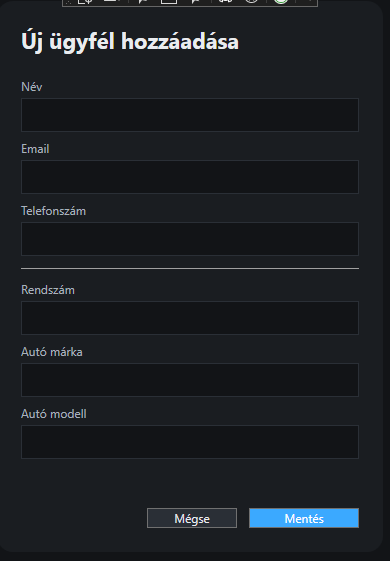 Új ügyfél hozzáadása
Név
Email
Telefonszám
Rendszám
Autó márka
Autó modell
Mégse
Mentés